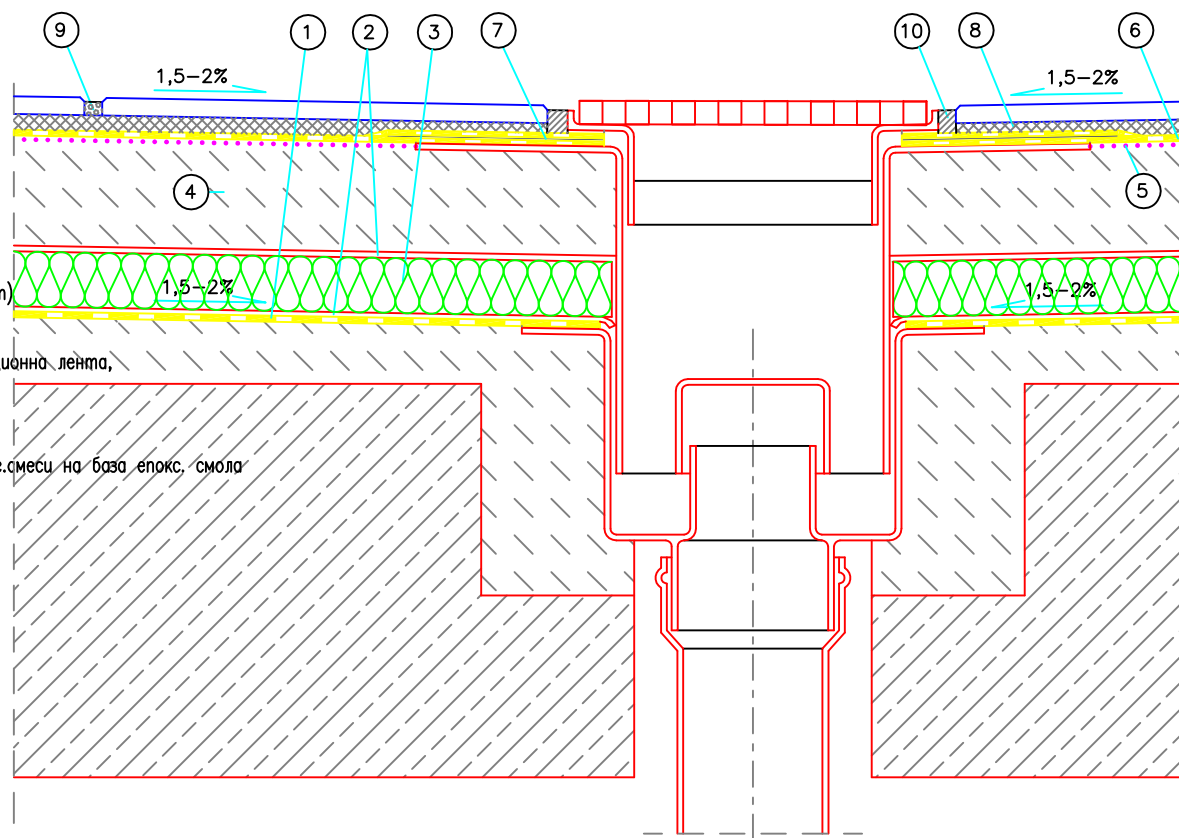 9 1 2 3 7 10 8 6
1,5-2% 1,5-2%
4 5
1,5-2% 1,5-2%
лента,
смеси на база епокс. смола